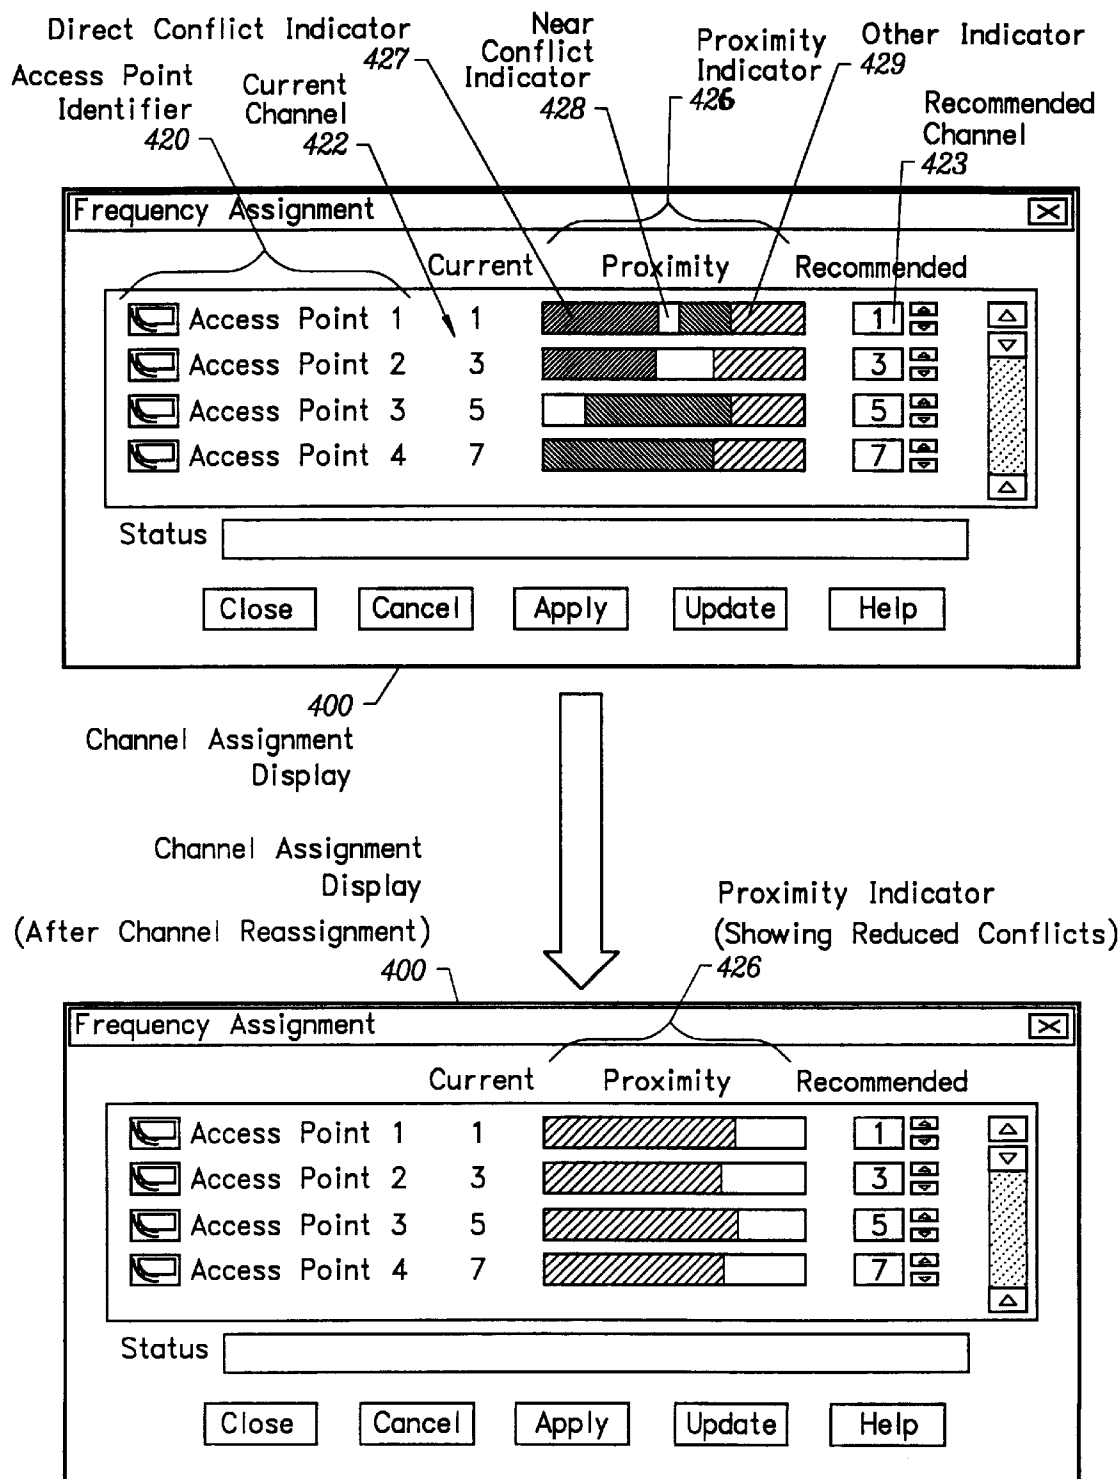 Direct Conflict Indicator
427
Near
Conflict
Indicator
428
Proximity
Indicator
426
Other Indicator
429
Access Point
Identifier
420
Current
Channel
422
Recommended
Channel
423
Frequency Assignment
Current Proximity Recommended
Access Point 1 1 1
Access Point 2 3 3
Access Point 3 5 5
Access Point 4 7 7
Status
Close Cancel Apply Update Help
400
Channel Assignment
Display
Channel Assignment
Display
(After Channel Reassignment)
400
Proximity Indicator
(Showing Reduced Conflicts)
426
Frequency Assignment
Current Proximity Recommended
Access Point 1 1 1
Access Point 2 3 3
Access Point 3 5 5
Access Point 4 7 7
Status
Close Cancel Apply Update Help